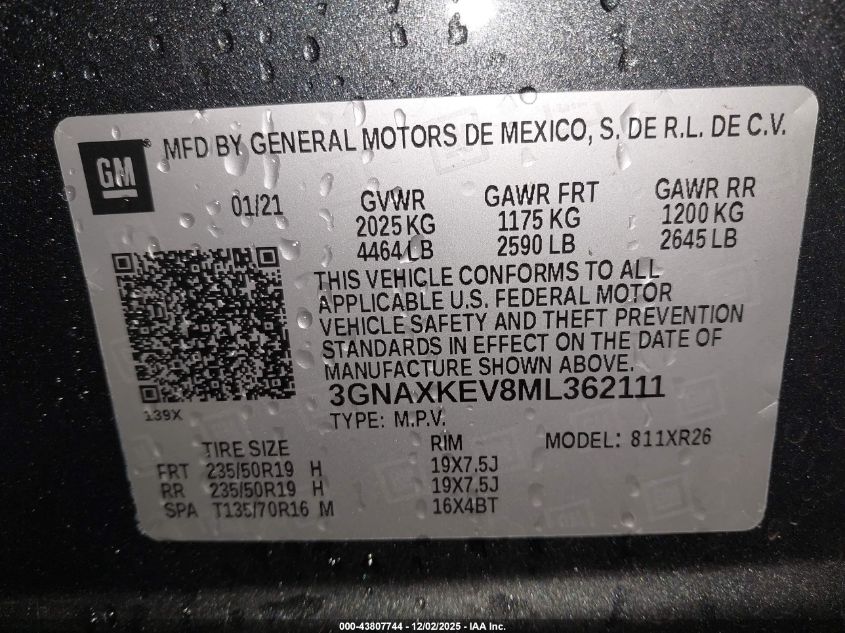 MFD BY GENERAL MOTORS DE MEXICO, S. DE R.L. DE C.V.
GM®
01/21
GVWR GAWR FRT GAWR RR
2025 KG 1175 KG 1200 KG
4464 LB 2590 LB 2645 LB
THIS VEHICLE CONFORMS TO ALL
APPLICABLE U.S. FEDERAL MOTOR
VEHICLE SAFETY AND THEFT PREVENTION
STANDARDS IN EFFECT ON THE DATE OF
MANUFACTURE SHOWN ABOVE.
3GNAXKEV8ML362111
139X
TYPE: M.P.V.
TIRE SIZE RIM MODEL: 811XR26
FRT 235/50R19 H 19X7.5J
RR 235/50R19 H 19X7.5J
SPA T135/70R16 M 16X4BT
000-43807744 - 12/02/2025 - IAA Inc.